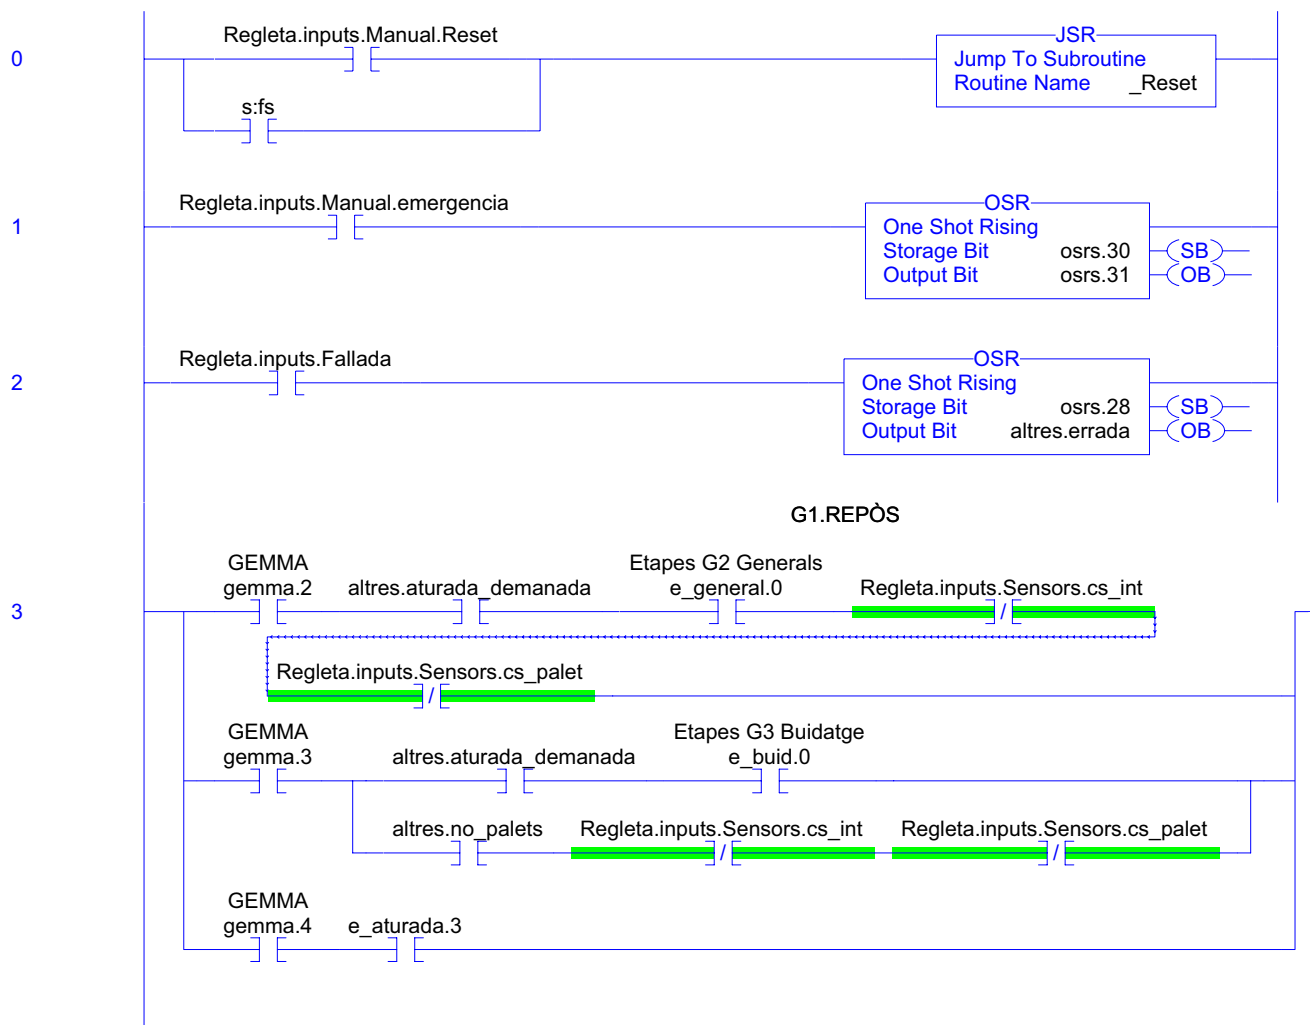 Regleta.inputs.Manual.Reset
JSR
0
Jump To Subroutine
Routine Name _Reset
s:fs
Regleta.inputs.Manual.emergencia
OSR
1
One Shot Rising
Storage Bit osrs.30 SB
Output Bit osrs.31 OB
Regleta.inputs.Fallada
OSR
2
One Shot Rising
Storage Bit osrs.28 SB
Output Bit altres.errada OB
G1.REPÒS
GEMMA Etapes G2 Generals
gemma.2 altres.aturada_demanada e_general.0 Regleta.inputs.Sensors.cs_int
3 /
Regleta.inputs.Sensors.cs_palet
/
GEMMA Etapes G3 Buidatge
gemma.3 altres.aturada_demanada e_buid.0
altres.no_palets Regleta.inputs.Sensors.cs_int Regleta.inputs.Sensors.cs_palet
/ /
GEMMA
gemma.4 e_aturada.3